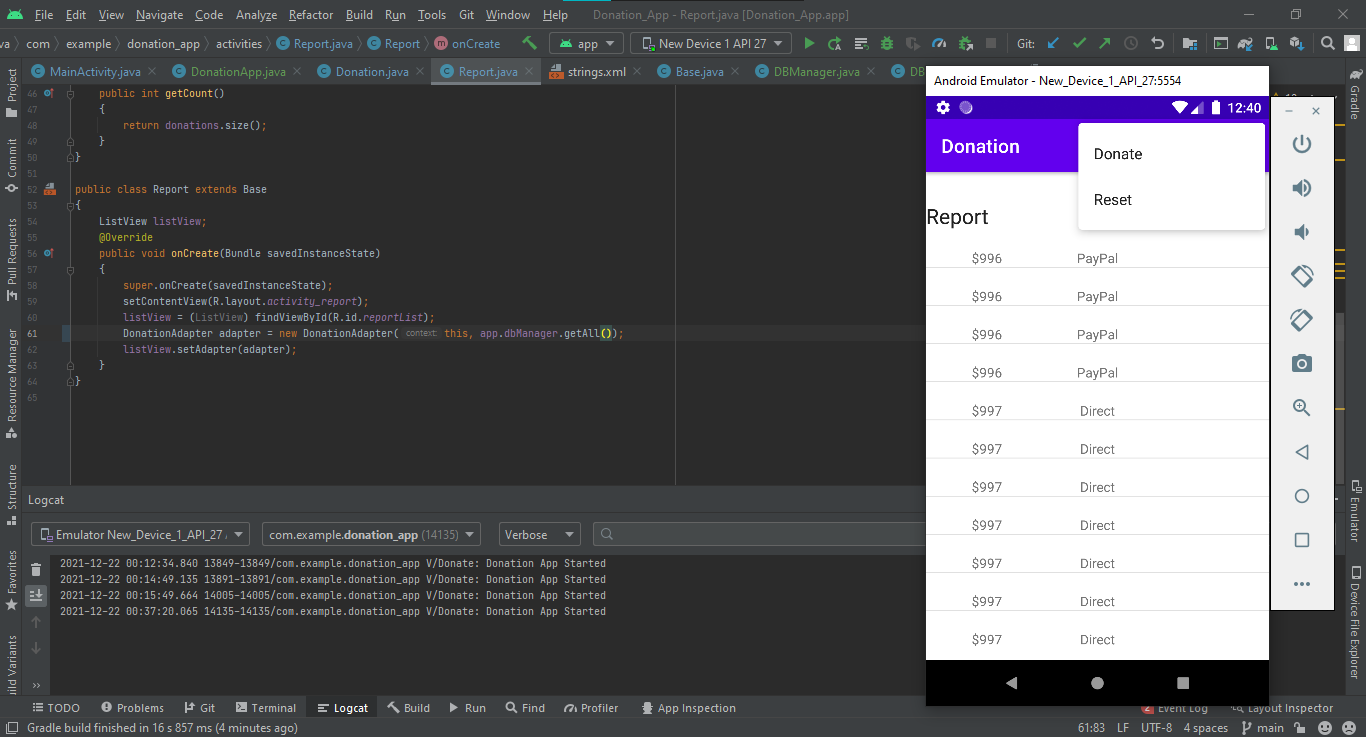 File Edit View Navigate Code Analyze Refactor Build Run Tools Git Window Help Donation_App - Report.java [Donation_App.app]
va com example donation_app activities Report.java Report onCreate app New Device 1 API 27 Git:
MainActivity.java DonationApp.java Donation.java Report.java strings.xml Base.java DBManager.java DB
46 public int getCount()
47 {
48 return donations.size();
49 }
50 }
51
52 public class Report extends Base
53 {
54 ListView listView;
55 @Override
56 public void onCreate(Bundle savedInstanceState)
57 {
58 super.onCreate(savedInstanceState);
59 setContentView(R.layout.activity_report);
60 listView = (ListView) findViewById(R.id.reportList);
61 DonationAdapter adapter = new DonationAdapter( context: this, app.dbManager.getAll());
62 listView.setAdapter(adapter);
63 }
64 }
65
Project
Commit
Pull Requests
Resource Manager
Structure
Favorites
ild Variants
Logcat
Emulator New_Device_1_API_27 com.example.donation_app (14135) Verbose
2021-12-22 00:12:34.840 13849-13849/com.example.donation_app V/Donate: Donation App Started
2021-12-22 00:14:49.135 13891-13891/com.example.donation_app V/Donate: Donation App Started
2021-12-22 00:15:49.664 14005-14005/com.example.donation_app V/Donate: Donation App Started
2021-12-22 00:37:20.065 14135-14135/com.example.donation_app V/Donate: Donation App Started
Android Emulator - New_Device_1_API_27:5554
12:40
Donation
Donate
Reset
Report
$996 PayPal
$996 PayPal
$996 PayPal
$996 PayPal
$997 Direct
$997 Direct
$997 Direct
$997 Direct
$997 Direct
$997 Direct
$997 Direct
Gradle
Emulator
Device File Explorer
TODO Problems Git Terminal Logcat Build Run Find Profiler App Inspection Event Log Layout Inspector
Gradle build finished in 16 s 857 ms (4 minutes ago) 61:83 LF UTF-8 4 spaces main